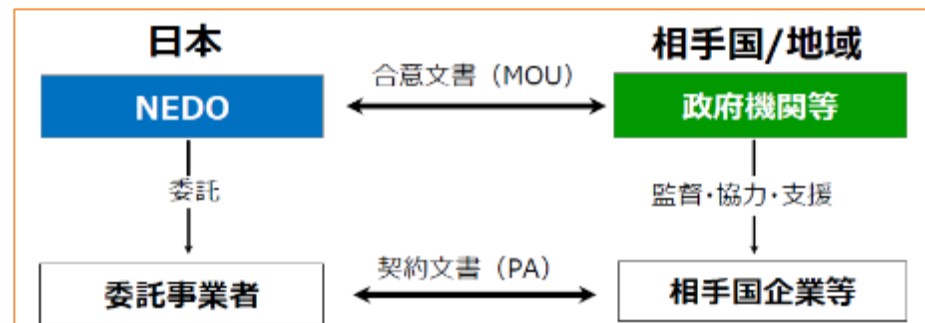 日本
相手国/地域
NEDO
合意文書（MOU）
政府機関等
委託
監督・協力・支援
委託事業者
契約文書（PA）
相手国企業等